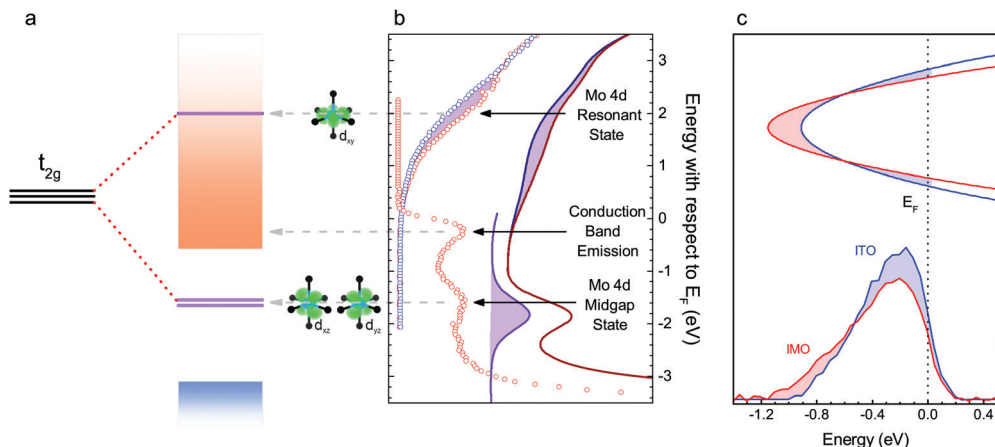 a
b
c
t2g
dxy
dxz
dyz
Mo 4d
Resonant
State
Conduction
Band
Emission
Mo 4d
Midgap
State
3
2
1
0
-1
-2
-3
Energy with respect to EF (eV)
EF
ITO
IMO
-1.2
-0.8
-0.4
0.0
0.4
Energy (eV)